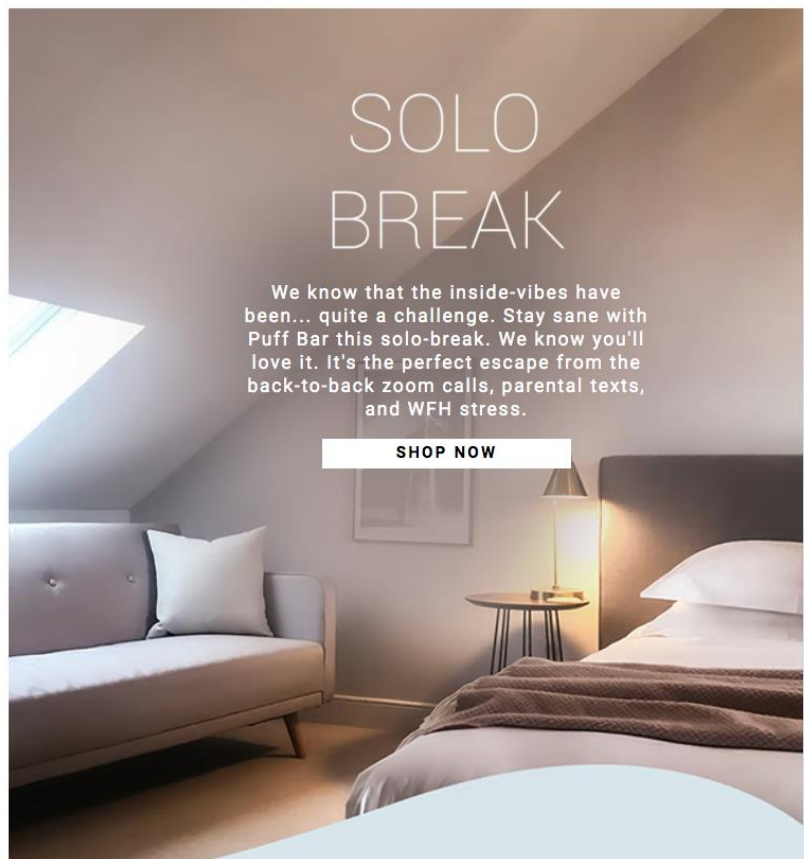 SOLO
BREAK
We know that the inside-vibes have
been... quite a challenge. Stay sane with
Puff Bar this solo-break. We know you'll
love it. It's the perfect escape from the
back-to-back zoom calls, parental texts,
and WFH stress.
SHOP NOW